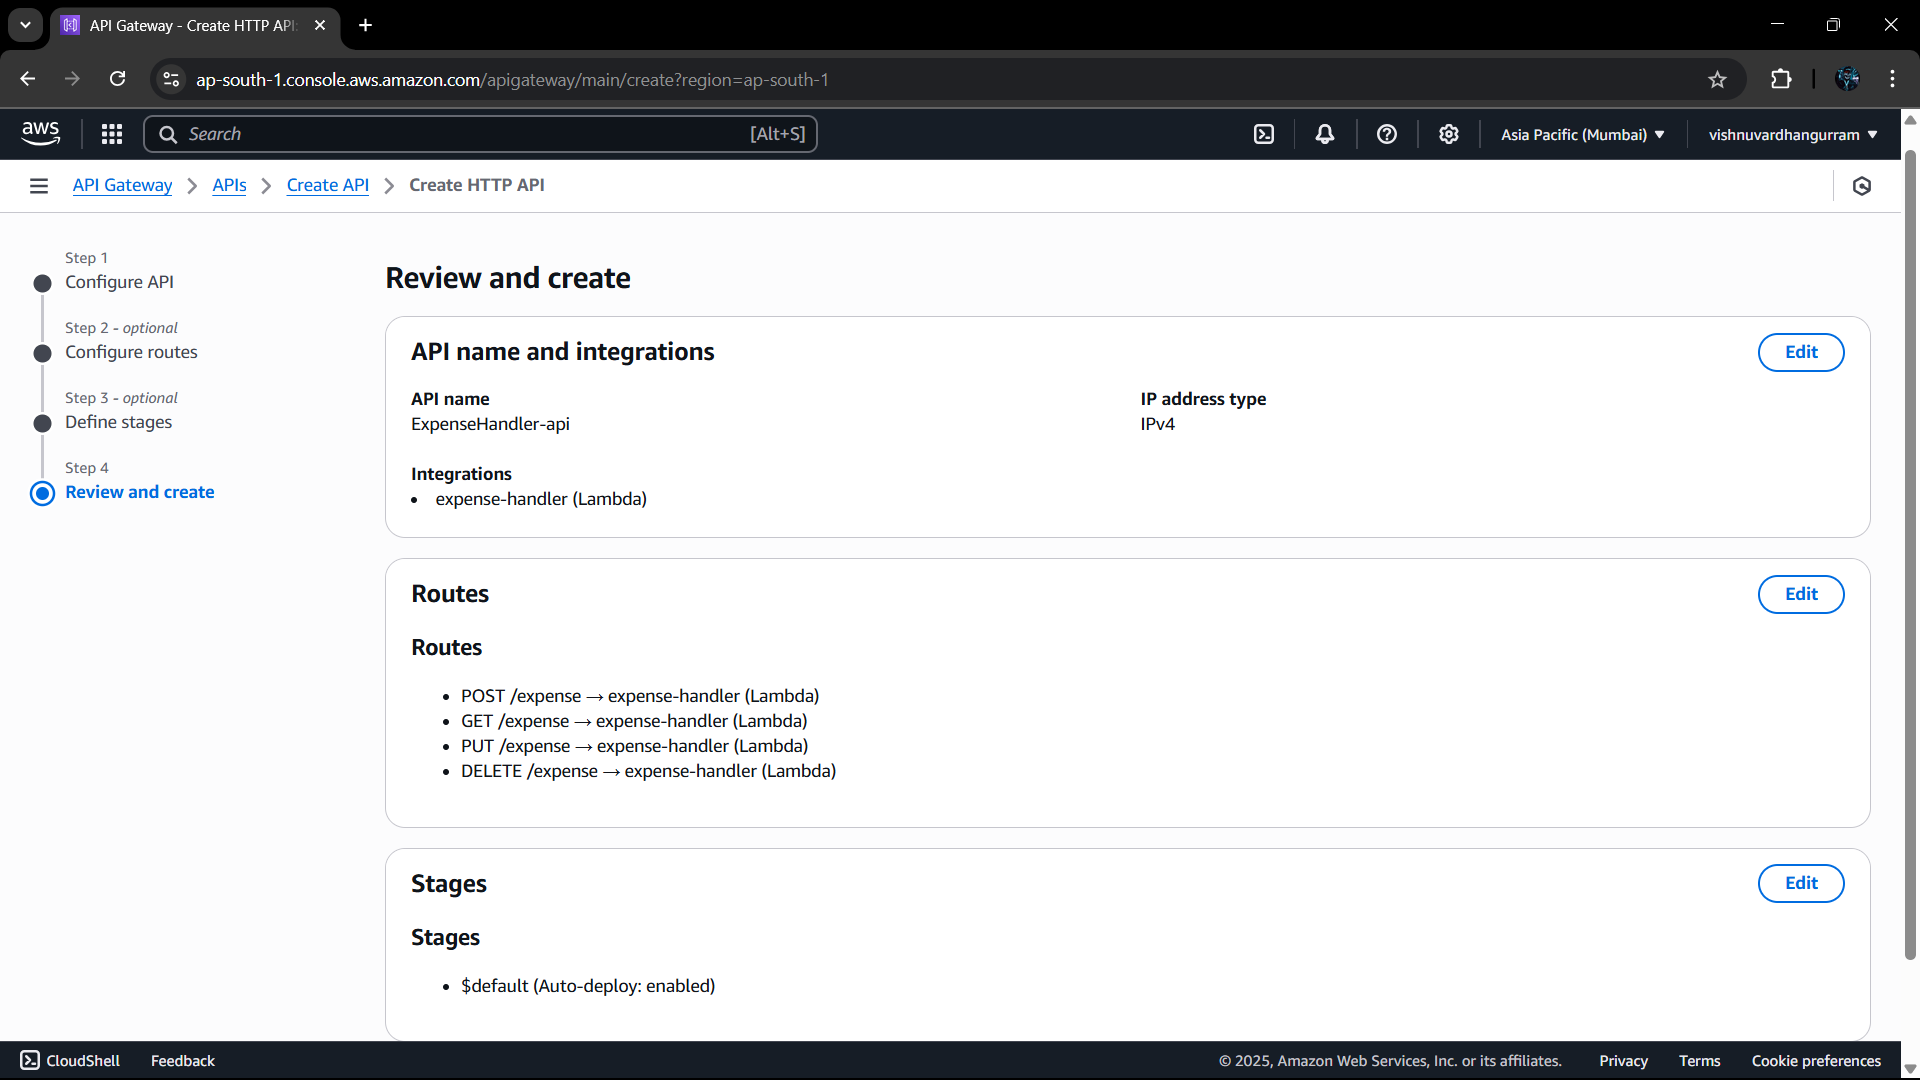 API Gateway - Create HTTP API
ap-south-1.console.aws.amazon.com/apigateway/main/create?region=ap-south-1
aws
Search
[Alt+S]
Asia Pacific (Mumbai)
vishnuvardhangurram
API Gateway
APIs
Create API
Create HTTP API
Step 1
Configure API
Step 2 - optional
Configure routes
Step 3 - optional
Define stages
Step 4
Review and create
Review and create
API name and integrations
Edit
API name
ExpenseHandler-api
IP address type
IPv4
Integrations
• expense-handler (Lambda)
Routes
Edit
Routes
• POST /expense → expense-handler (Lambda)
• GET /expense → expense-handler (Lambda)
• PUT /expense → expense-handler (Lambda)
• DELETE /expense → expense-handler (Lambda)
Stages
Edit
Stages
• $default (Auto-deploy: enabled)
CloudShell
Feedback
© 2025, Amazon Web Services, Inc. or its affiliates.
Privacy
Terms
Cookie preferences